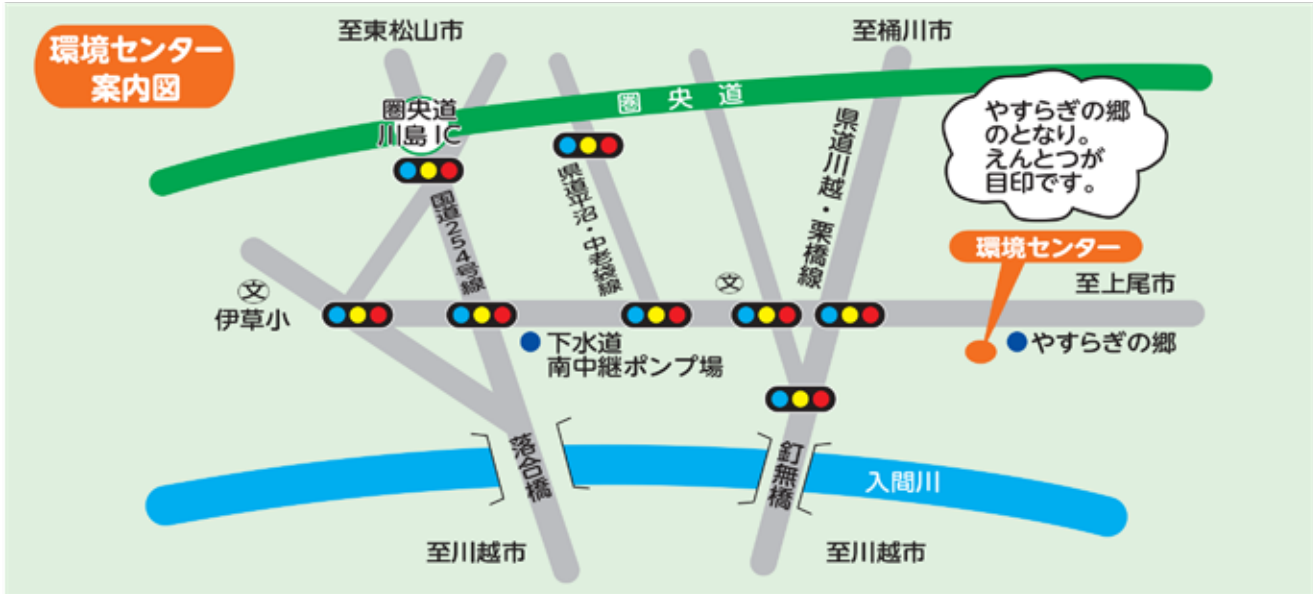 環境センター
案内図
至東松山市
至桶川市
圏央道
川島IC
圏央道
やすらぎの郷
のとなり。
えんとつが
目印です。
国道254号線
県道平沼・中老袋線
県道川越・栗橋線
環境センター
至上尾市
文
伊草小
文
下水道
南中継ポンプ場
やすらぎの郷
落合橋
釘無橋
入間川
至川越市
至川越市